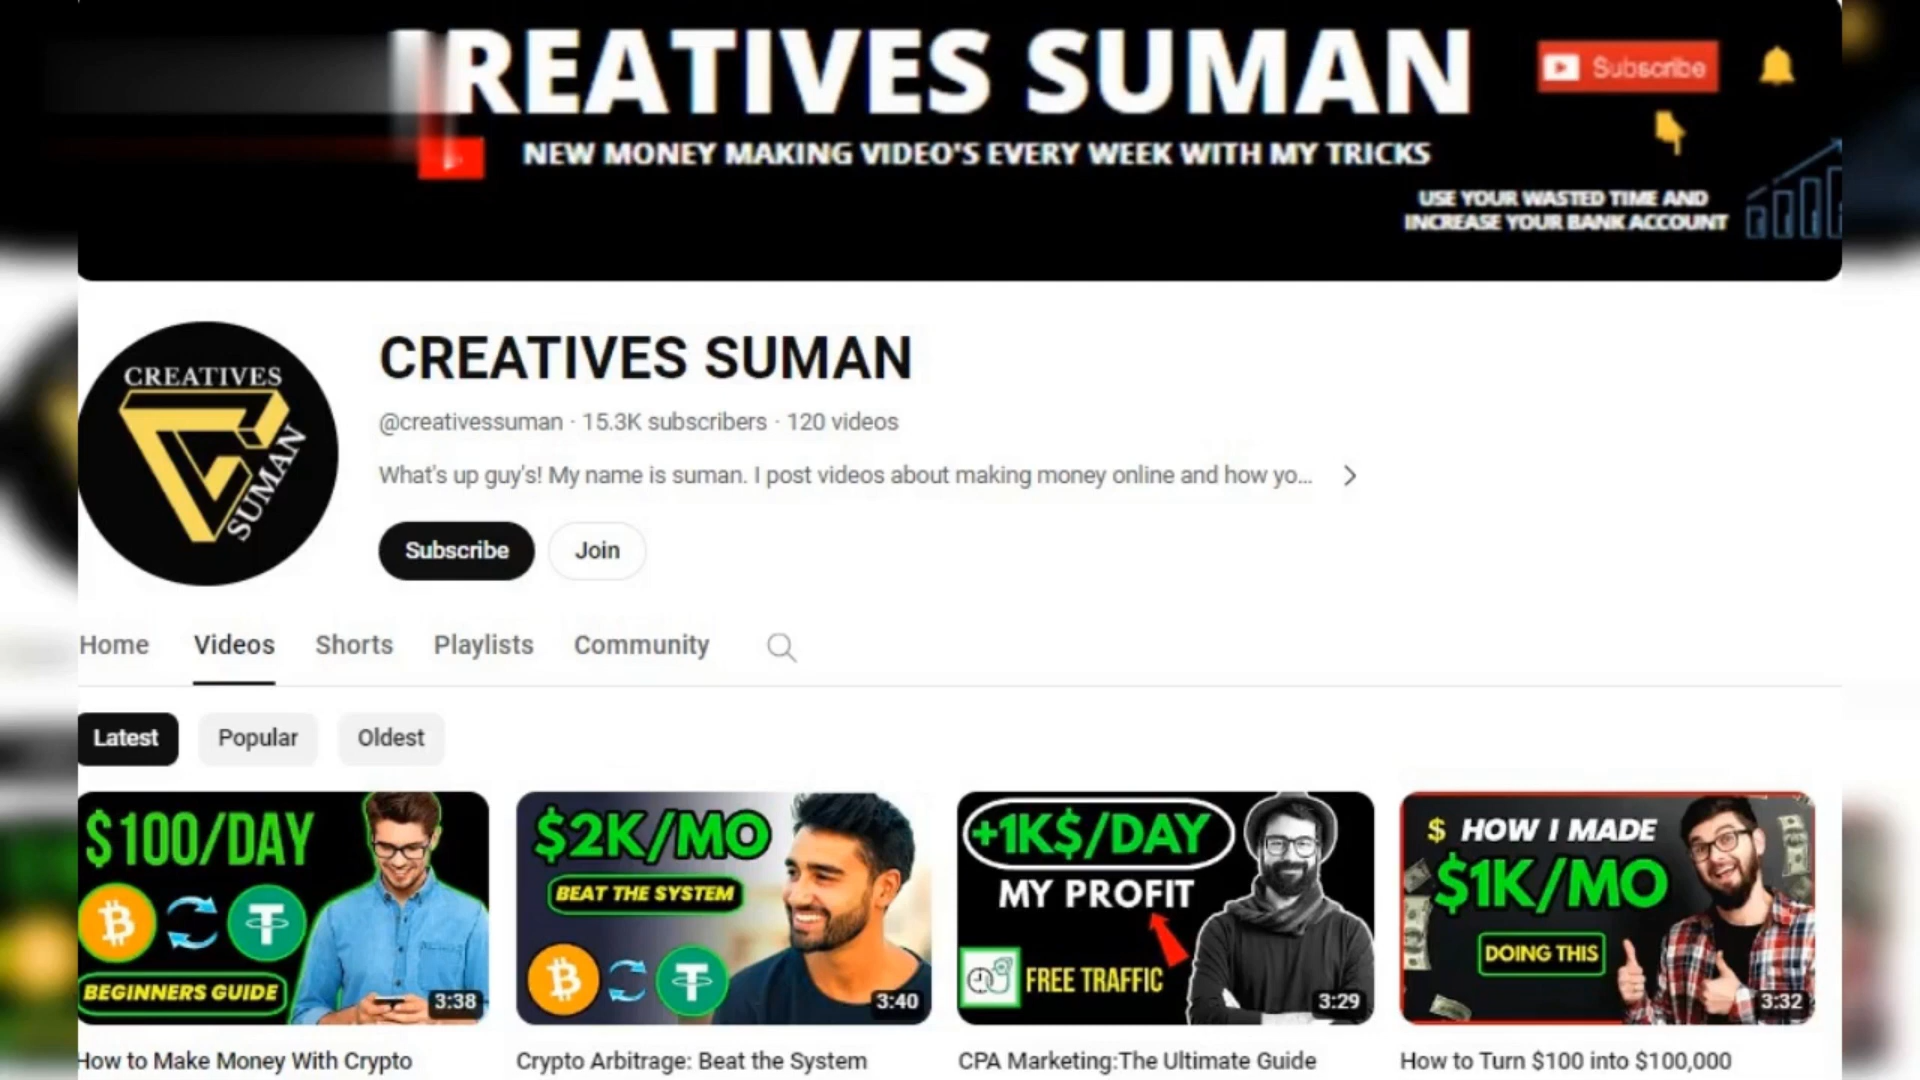 REATIVES SUMAN
Subscribe
NEW MONEY MAKING VIDEO'S EVERY WEEK WITH MY TRICKS
USE YOUR WASTED TIME AND
INCREASE YOUR BANK ACCOUNT
CREATIVES
SUMAN
CREATIVES SUMAN
@creativessuman · 15.3K subscribers · 120 videos
What's up guy's! My name is suman. I post videos about making money online and how yo...
Subscribe
Join
Home
Videos
Shorts
Playlists
Community
Latest
Popular
Oldest
$100/DAY
BEGINNERS GUIDE
3:38
$2K/MO
BEAT THE SYSTEM
3:40
+1K$/DAY
MY PROFIT
FREE TRAFFIC
3:29
$ HOW I MADE
$1K/MO
DOING THIS
3:32
How to Make Money With Crypto
Crypto Arbitrage: Beat the System
CPA Marketing:The Ultimate Guide
How to Turn $100 into $100,000